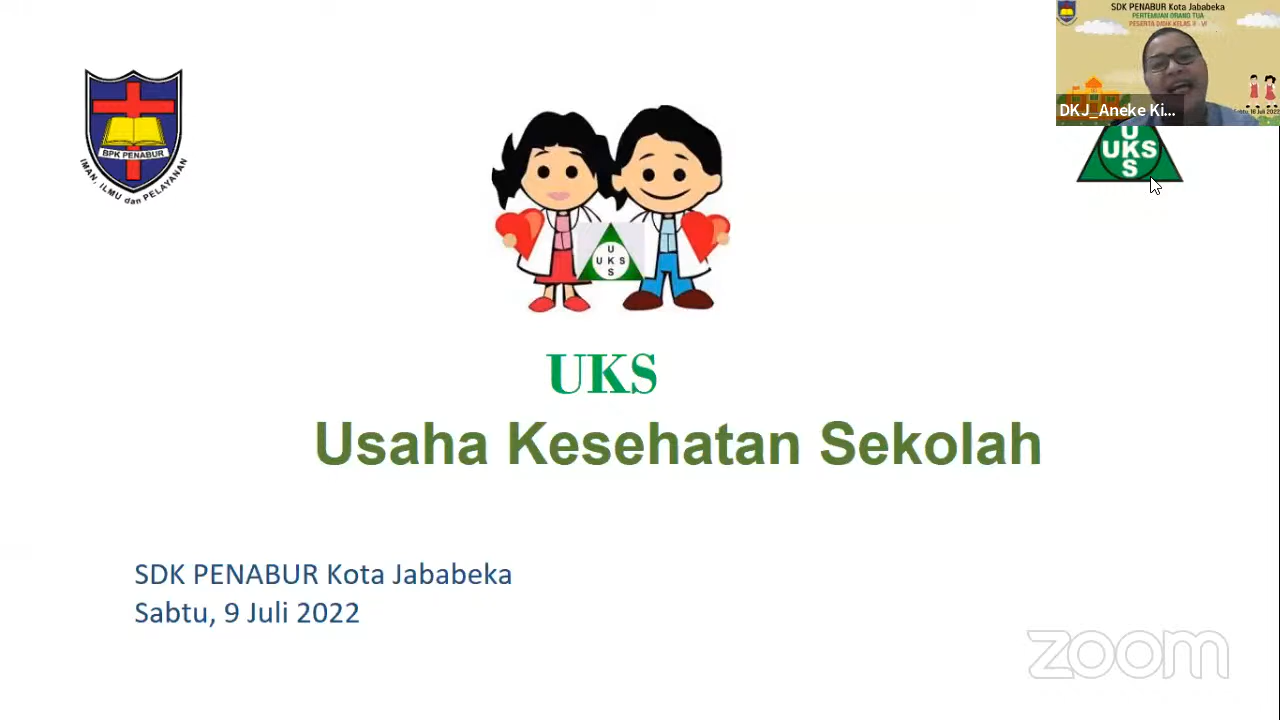 SDK PENABUR Kota Jababeka
PERTEMUAN ORANG TUA
DKJ_Aneke Ki...
BPK PENABUR
IMAN, ILMU dan PELAYANAN
U
UKS
S
U
U K S
S
UKS
Usaha Kesehatan Sekolah
SDK PENABUR Kota Jababeka
Sabtu, 9 Juli 2022
zoom